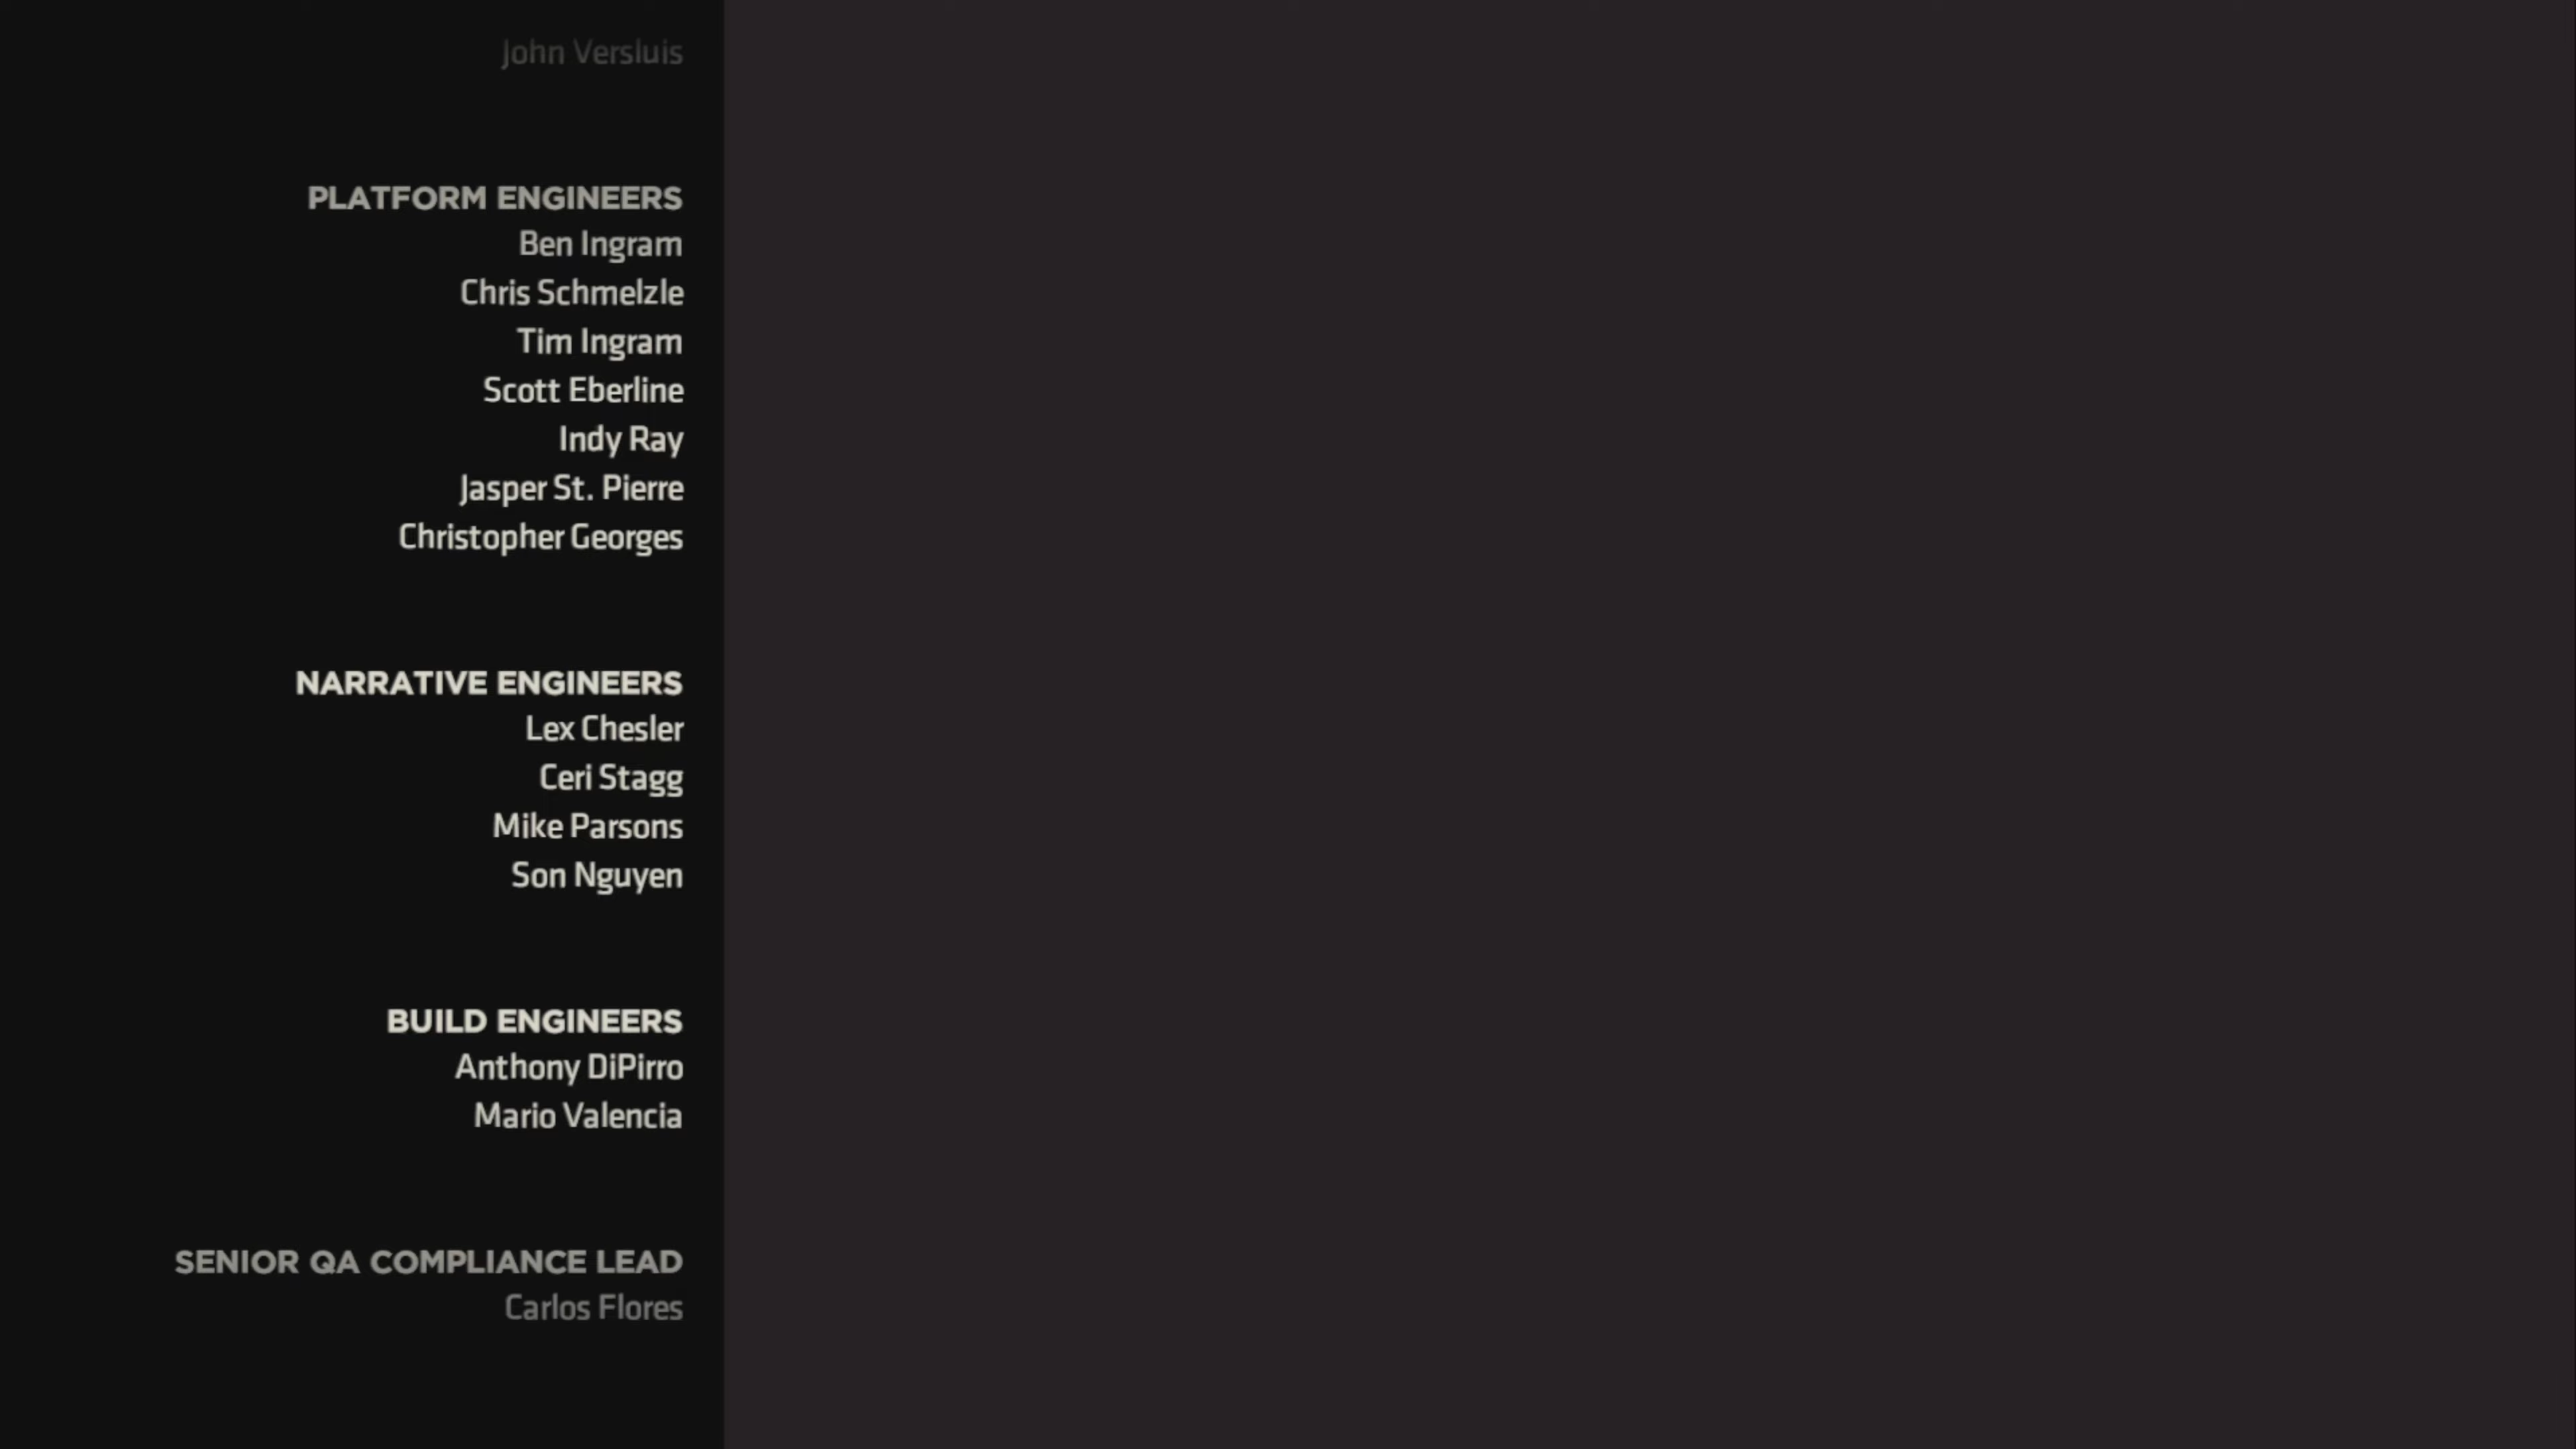 John Versluis
PLATFORM ENGINEERS
Ben Ingram
Chris Schmelzle
Tim Ingram
Scott Eberline
Indy Ray
Jasper St. Pierre
Christopher Georges
NARRATIVE ENGINEERS
Lex Chesler
Ceri Stagg
Mike Parsons
Son Nguyen
BUILD ENGINEERS
Anthony DiPirro
Mario Valencia
SENIOR QA COMPLIANCE LEAD
Carlos Flores